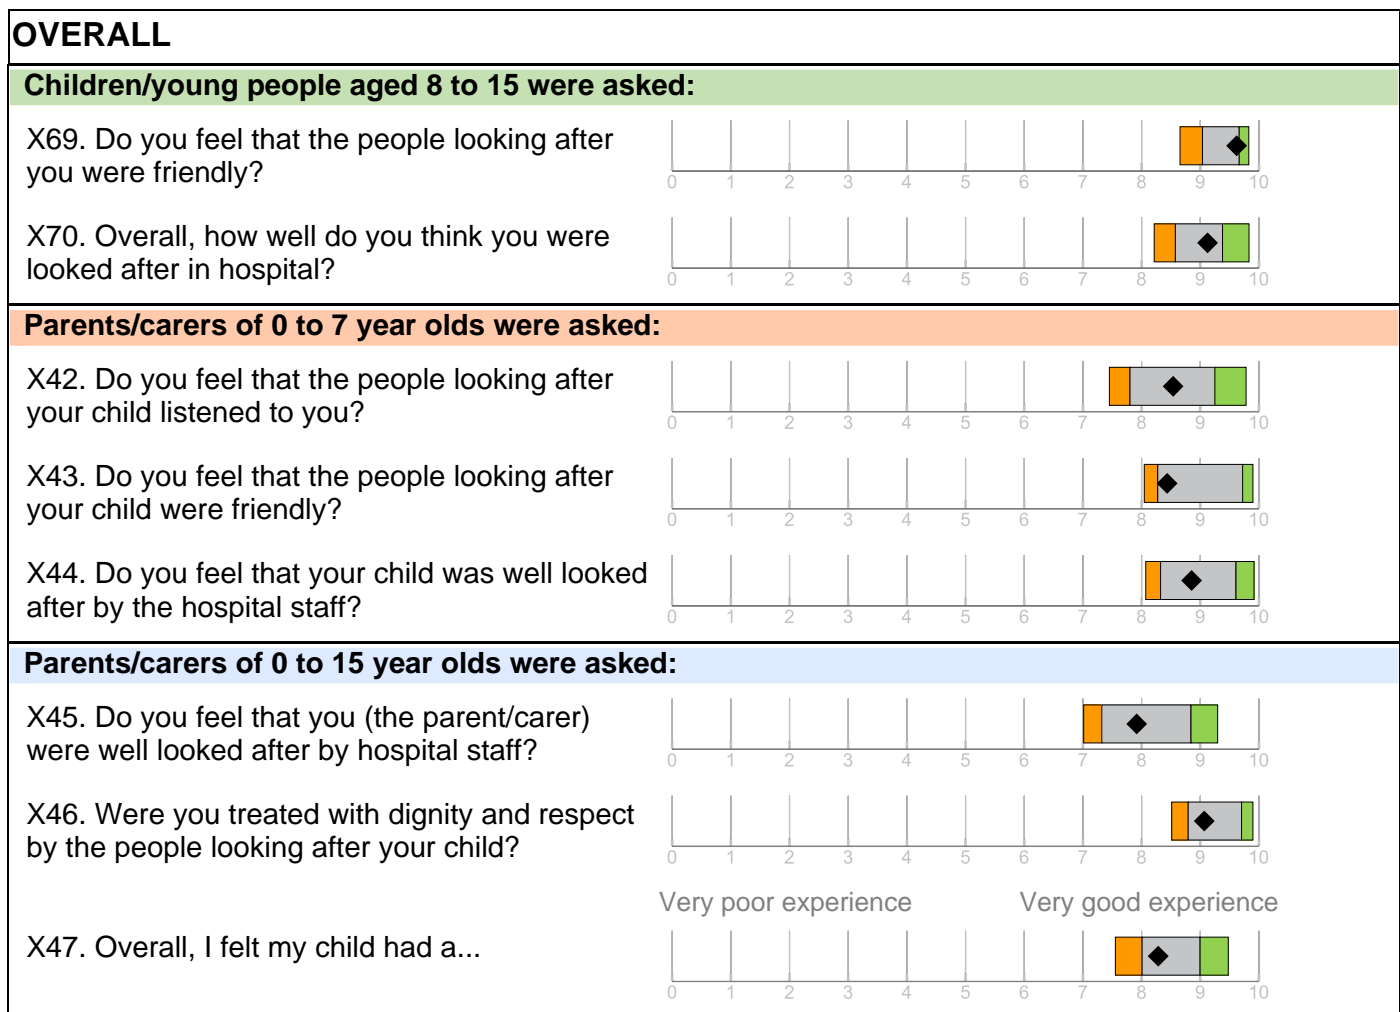 OVERALL
Children/young people aged 8 to 15 were asked:
X69. Do you feel that the people looking after
you were friendly?
0 1 2 3 4 5 6 7 8 9 10
X70. Overall, how well do you think you were
looked after in hospital?
0 1 2 3 4 5 6 7 8 9 10
Parents/carers of 0 to 7 year olds were asked:
X42. Do you feel that the people looking after
your child listened to you?
0 1 2 3 4 5 6 7 8 9 10
X43. Do you feel that the people looking after
your child were friendly?
0 1 2 3 4 5 6 7 8 9 10
X44. Do you feel that your child was well looked
after by the hospital staff?
0 1 2 3 4 5 6 7 8 9 10
Parents/carers of 0 to 15 year olds were asked:
X45. Do you feel that you (the parent/carer)
were well looked after by hospital staff?
0 1 2 3 4 5 6 7 8 9 10
X46. Were you treated with dignity and respect
by the people looking after your child?
0 1 2 3 4 5 6 7 8 9 10
Very poor experience Very good experience
X47. Overall, I felt my child had a...
0 1 2 3 4 5 6 7 8 9 10